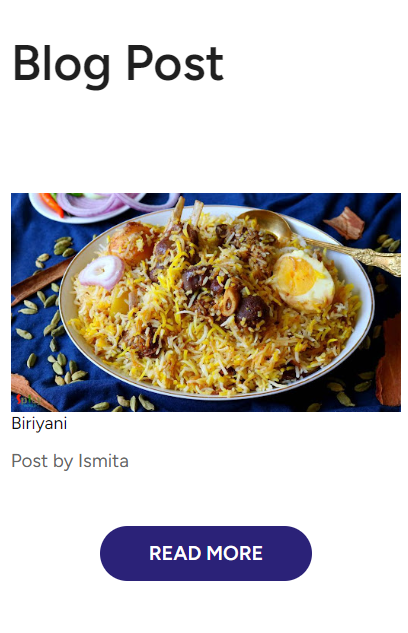 Blog Post
Biriyani
Post by Ismita
READ MORE